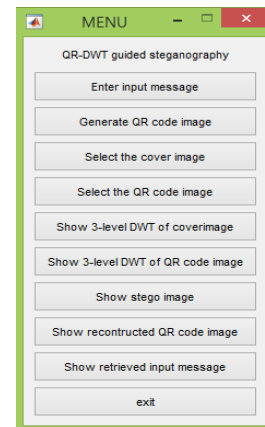 MENU
QR-DWT guided steganography
Enter input message
Generate QR code image
Select the cover image
Select the QR code image
Show 3-level DWT of coverimage
Show 3-level DWT of QR code image
Show stego image
Show recontructed QR code image
Show retrieved input message
exit